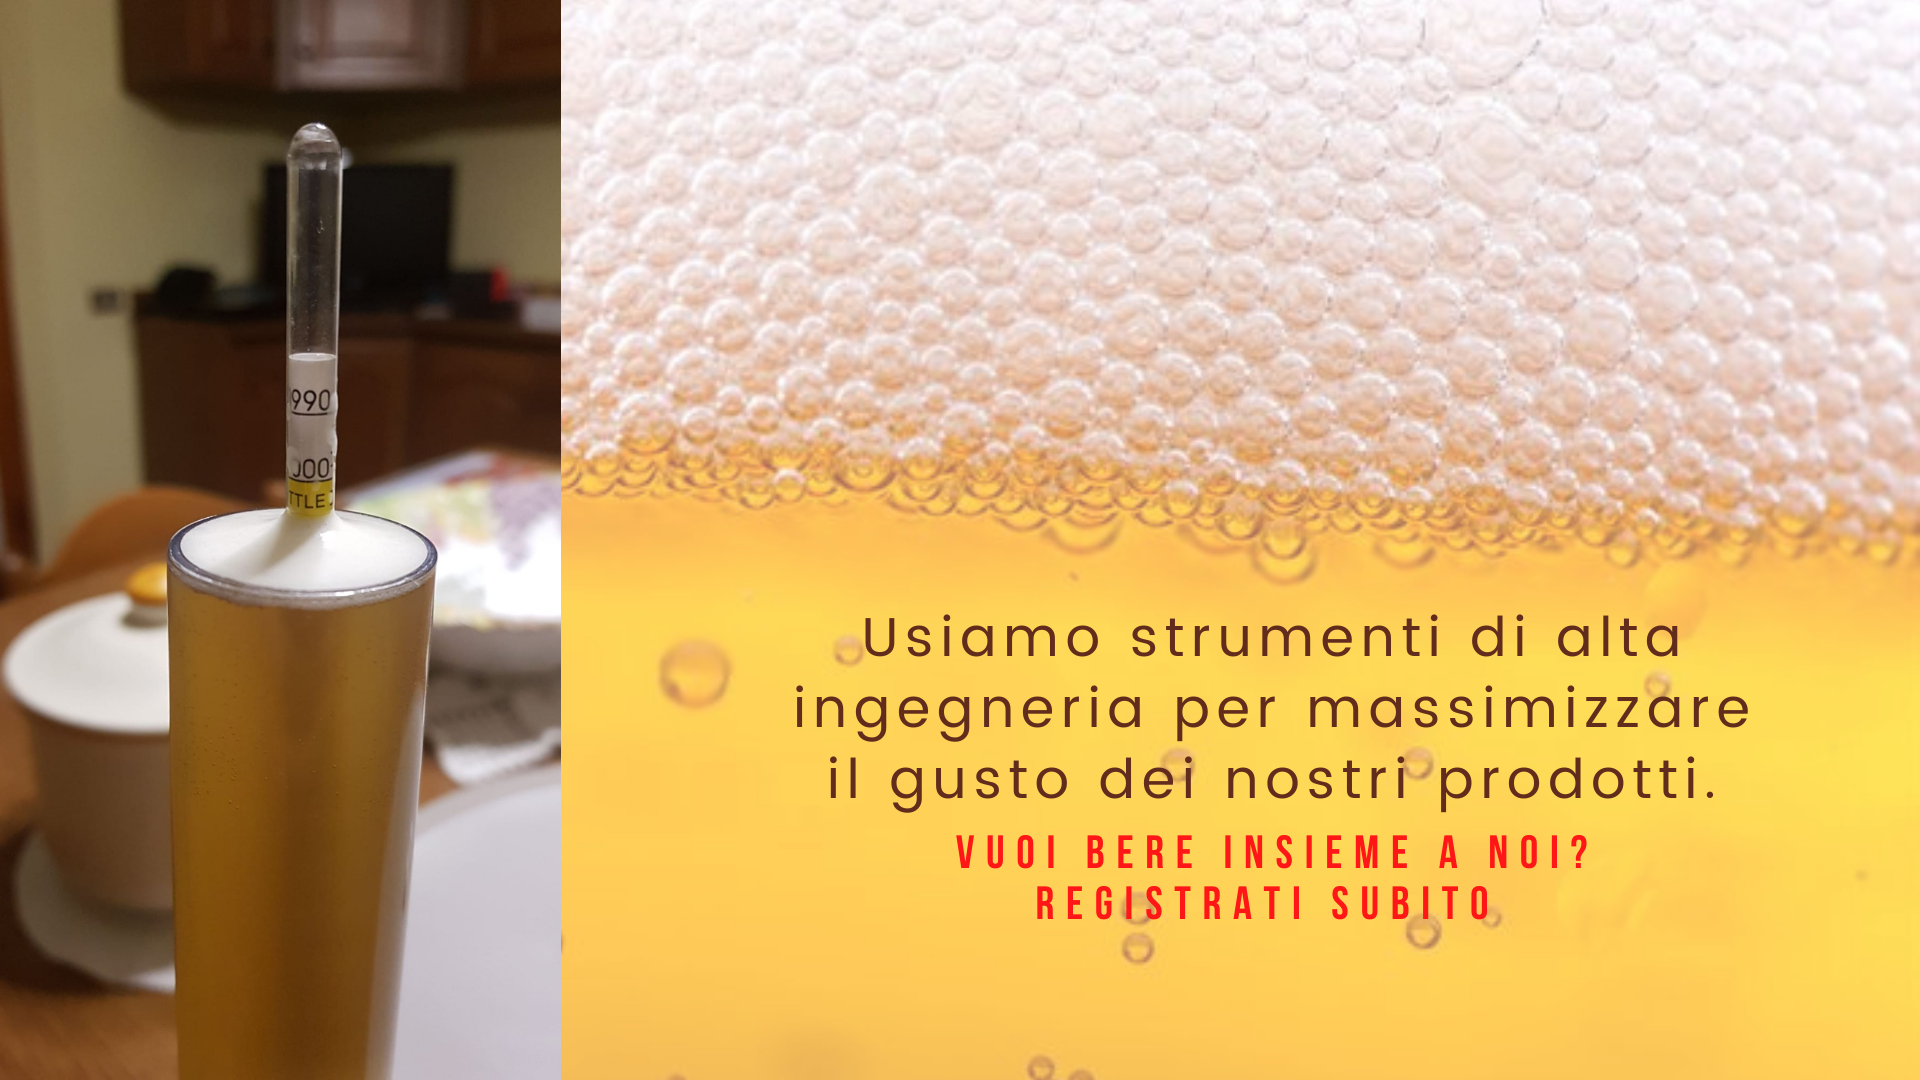 990
TTLE
Usiamo strumenti di alta
ingegneria per massimizzare
il gusto dei nostri prodotti.
VUOI BERE INSIEME A NOI?
REGISTRATI SUBITO